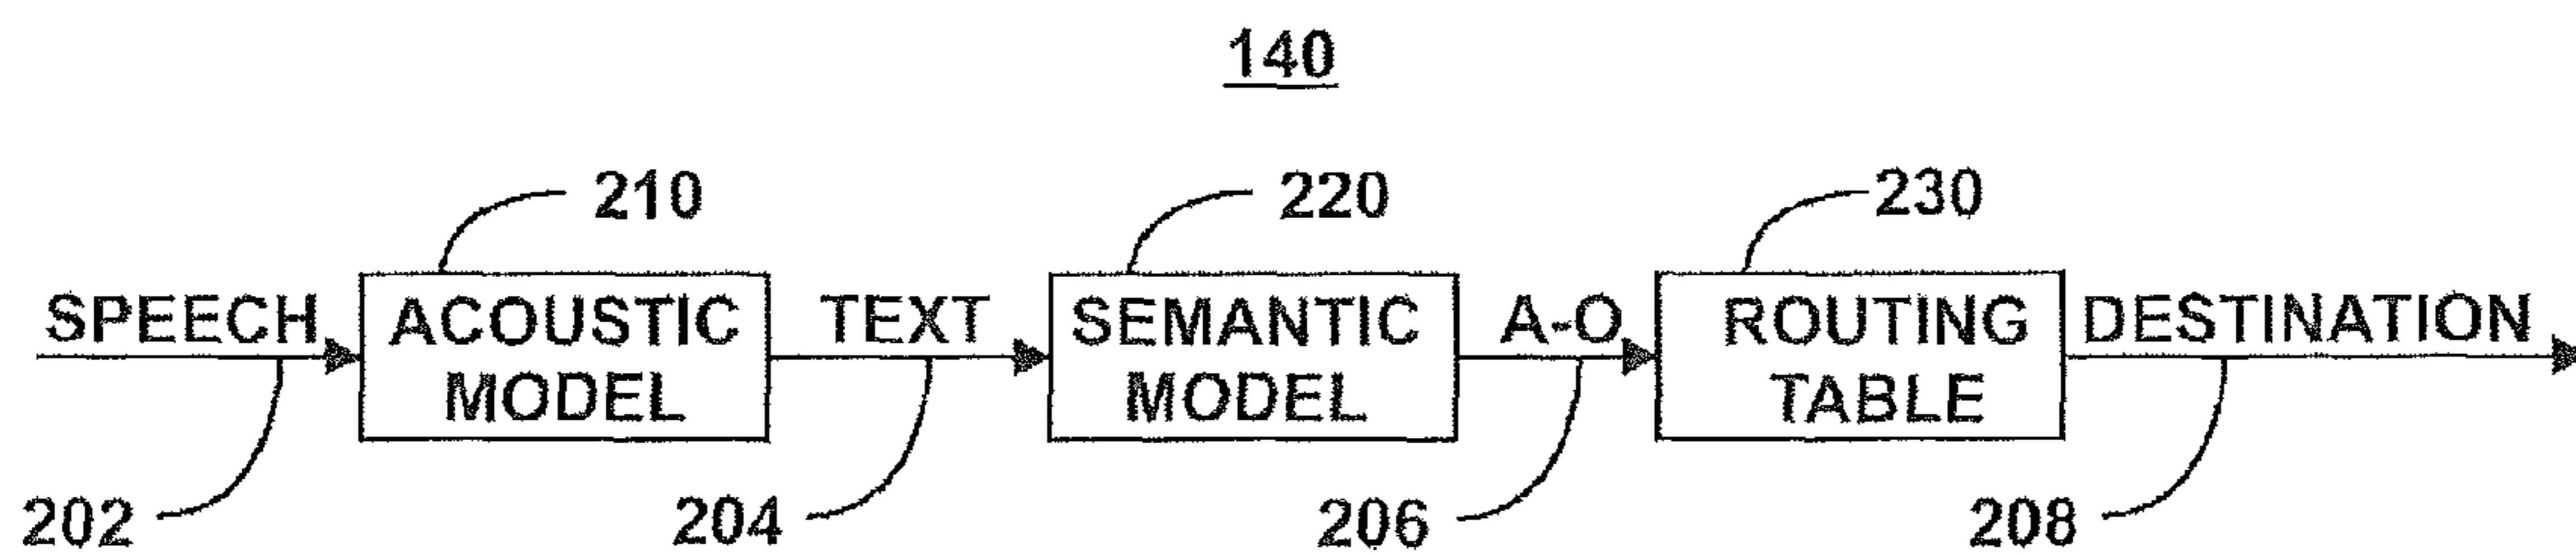 140
210 220 230
SPEECH ACOUSTIC MODEL TEXT SEMANTIC MODEL A-O ROUTING TABLE DESTINATION
202 204 206 208